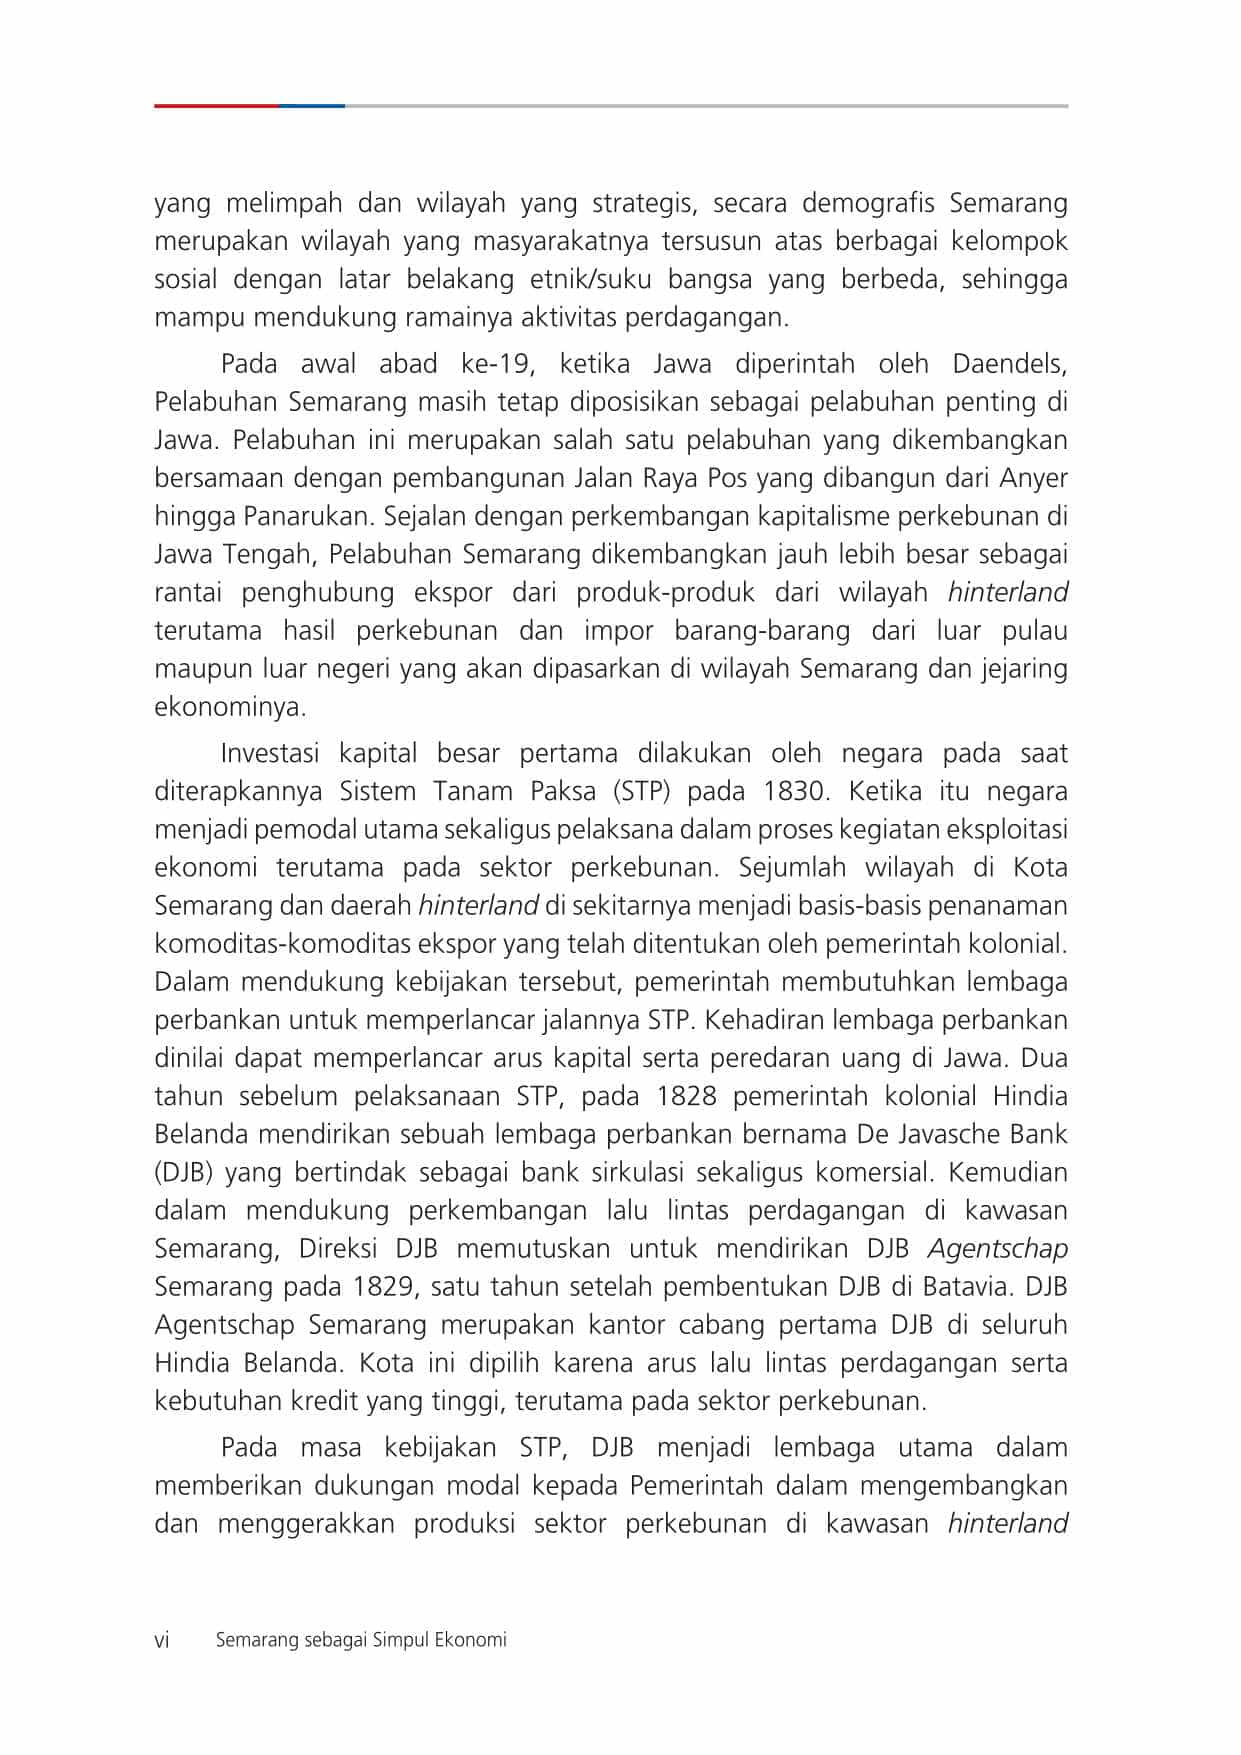 yang melimpah dan wilayah yang strategis, secara demografis Semarang
merupakan wilayah yang masyarakatnya tersusun atas berbagai kelompok
sosial dengan latar belakang etnik/suku bangsa yang berbeda, sehingga
mampu mendukung ramainya aktivitas perdagangan.
Pada awal abad ke-19, ketika Jawa diperintah oleh Daendels,
Pelabuhan Semarang masih tetap diposisikan sebagai pelabuhan penting di
Jawa. Pelabuhan ini merupakan salah satu pelabuhan yang dikembangkan
bersamaan dengan pembangunan Jalan Raya Pos yang dibangun dari Anyer
hingga Panarukan. Sejalan dengan perkembangan kapitalisme perkebunan di
Jawa Tengah, Pelabuhan Semarang dikembangkan jauh lebih besar sebagai
rantai penghubung ekspor dari produk-produk dari wilayah hinterland
terutama hasil perkebunan dan impor barang-barang dari luar pulau
maupun luar negeri yang akan dipasarkan di wilayah Semarang dan jejaring
ekonominya.
Investasi kapital besar pertama dilakukan oleh negara pada saat
diterapkannya Sistem Tanam Paksa (STP) pada 1830. Ketika itu negara
menjadi pemodal utama sekaligus pelaksana dalam proses kegiatan eksploitasi
ekonomi terutama pada sektor perkebunan. Sejumlah wilayah di Kota
Semarang dan daerah hinterland di sekitarnya menjadi basis-basis penanaman
komoditas-komoditas ekspor yang telah ditentukan oleh pemerintah kolonial.
Dalam mendukung kebijakan tersebut, pemerintah membutuhkan lembaga
perbankan untuk memperlancar jalannya STP. Kehadiran lembaga perbankan
dinilai dapat memperlancar arus kapital serta peredaran uang di Jawa. Dua
tahun sebelum pelaksanaan STP, pada 1828 pemerintah kolonial Hindia
Belanda mendirikan sebuah lembaga perbankan bernama De Javasche Bank
(DJB) yang bertindak sebagai bank sirkulasi sekaligus komersial. Kemudian
dalam mendukung perkembangan lalu lintas perdagangan di kawasan
Semarang, Direksi DJB memutuskan untuk mendirikan DJB Agentschap
Semarang pada 1829, satu tahun setelah pembentukan DJB di Batavia. DJB
Agentschap Semarang merupakan kantor cabang pertama DJB di seluruh
Hindia Belanda. Kota ini dipilih karena arus lalu lintas perdagangan serta
kebutuhan kredit yang tinggi, terutama pada sektor perkebunan.
Pada masa kebijakan STP, DJB menjadi lembaga utama dalam
memberikan dukungan modal kepada Pemerintah dalam mengembangkan
dan menggerakkan produksi sektor perkebunan di kawasan hinterland
vi Semarang sebagai Simpul Ekonomi